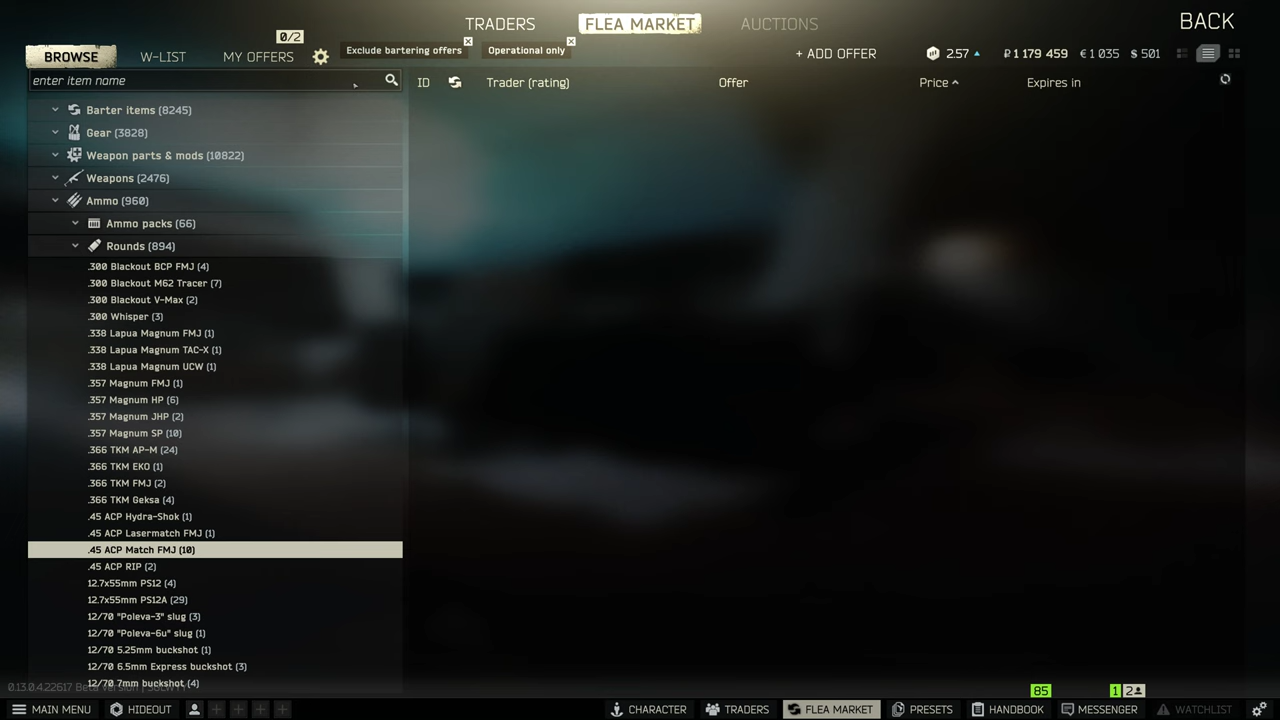 TRADERS FLEA MARKET AUCTIONS BACK
0/2
BROWSE W-LIST MY OFFERS Exclude bartering offers Operational only + ADD OFFER 2.57 ₽ 1 179 459 € 1 035 $ 501
enter item name ID Trader (rating) Offer Price Expires in
Barter items (8245)
Gear (3828)
Weapon parts & mods (10822)
Weapons (2476)
Ammo (960)
Ammo packs (66)
Rounds (894)
.300 Blackout BCP FMJ (4)
.300 Blackout M62 Tracer (7)
.300 Blackout V-Max (2)
.300 Whisper (3)
.338 Lapua Magnum FMJ (1)
.338 Lapua Magnum TAC-X (1)
.338 Lapua Magnum UCW (1)
.357 Magnum FMJ (1)
.357 Magnum HP (6)
.357 Magnum JHP (2)
.357 Magnum SP (10)
.366 TKM AP-M (24)
.366 TKM EKO (1)
.366 TKM FMJ (2)
.366 TKM Geksa (4)
.45 ACP Hydra-Shok (1)
.45 ACP Lasermatch FMJ (1)
.45 ACP Match FMJ (10)
.45 ACP RIP (2)
12.7x55mm PS12 (4)
12.7x55mm PS12A (29)
12/70 "Poleva-3" slug (3)
12/70 "Poleva-6u" slug (1)
12/70 5.25mm buckshot (1)
12/70 6.5mm Express buckshot (3)
12/70 7mm buckshot (4)
0.13.0.4.22617 Beta version 85 1 2
MAIN MENU HIDEOUT CHARACTER TRADERS FLEA MARKET PRESETS HANDBOOK MESSENGER WATCHLIST